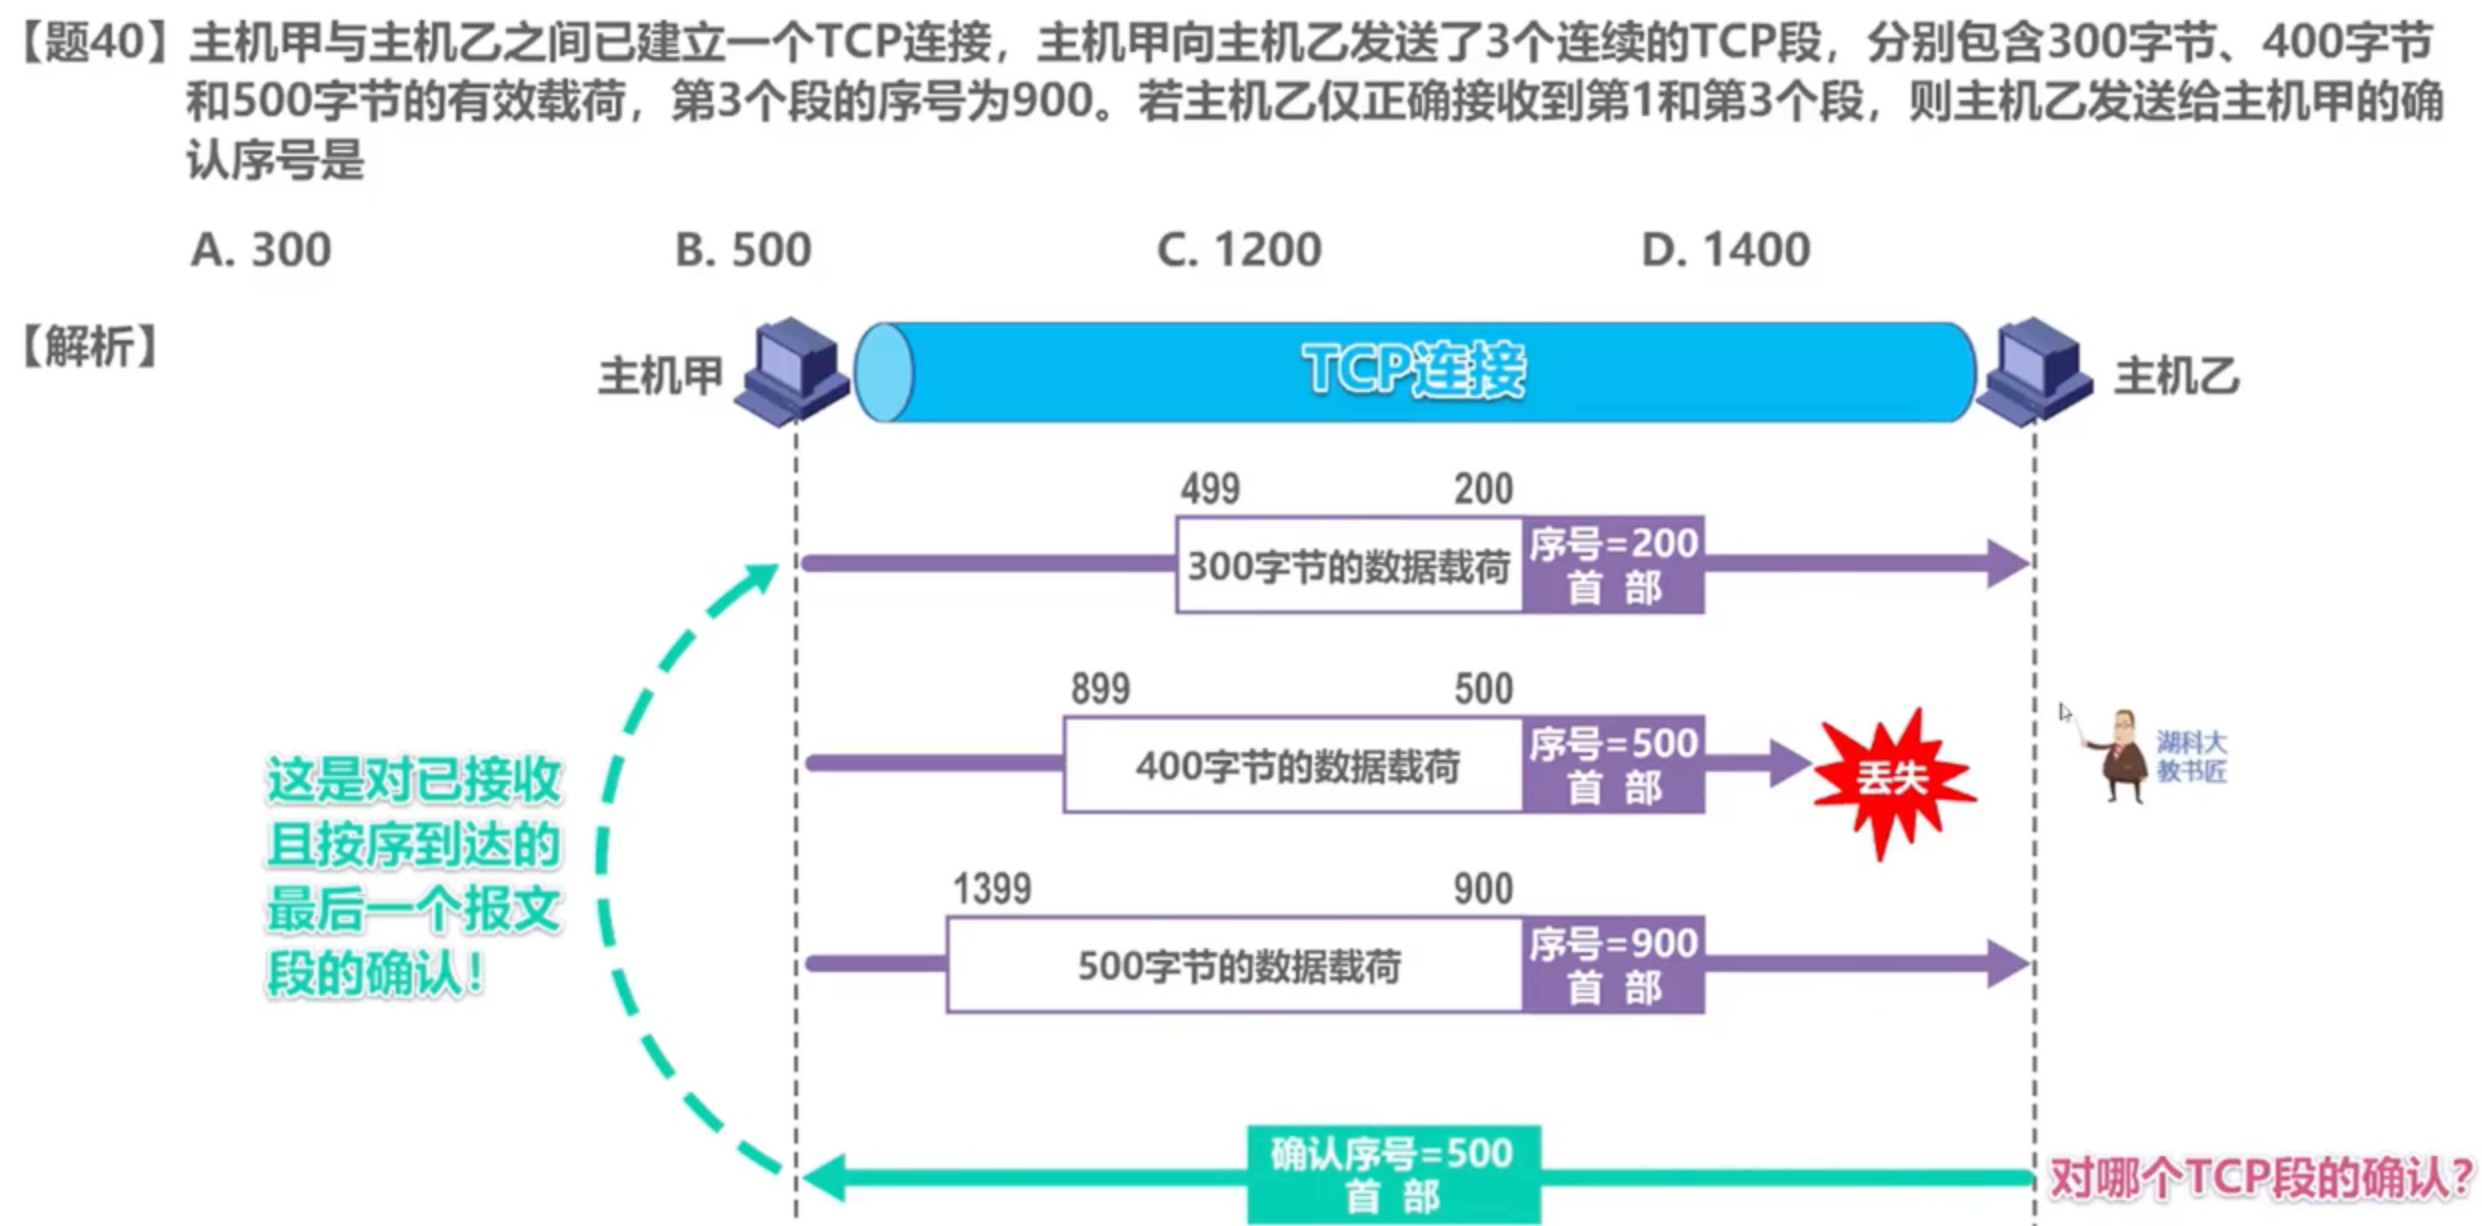 【题40】主机甲与主机乙之间已建立一个TCP连接，主机甲向主机乙发送了3个连续的TCP段，分别包含300字节、400字节
和500字节的有效载荷，第3个段的序号为900。若主机乙仅正确接收到第1和第3个段，则主机乙发送给主机甲的确
认序号是
A. 300 B. 500 C. 1200 D. 1400
【解析】
主机甲
TCP连接
主机乙
499 200
300字节的数据载荷
序号=200
首 部
899 500
400字节的数据载荷
序号=500
首 部
丢失
湖科大
教书匠
1399 900
500字节的数据载荷
序号=900
首 部
这是对已接收
且按序到达的
最后一个报文
段的确认！
确认序号=500
首 部
对哪个TCP段的确认？